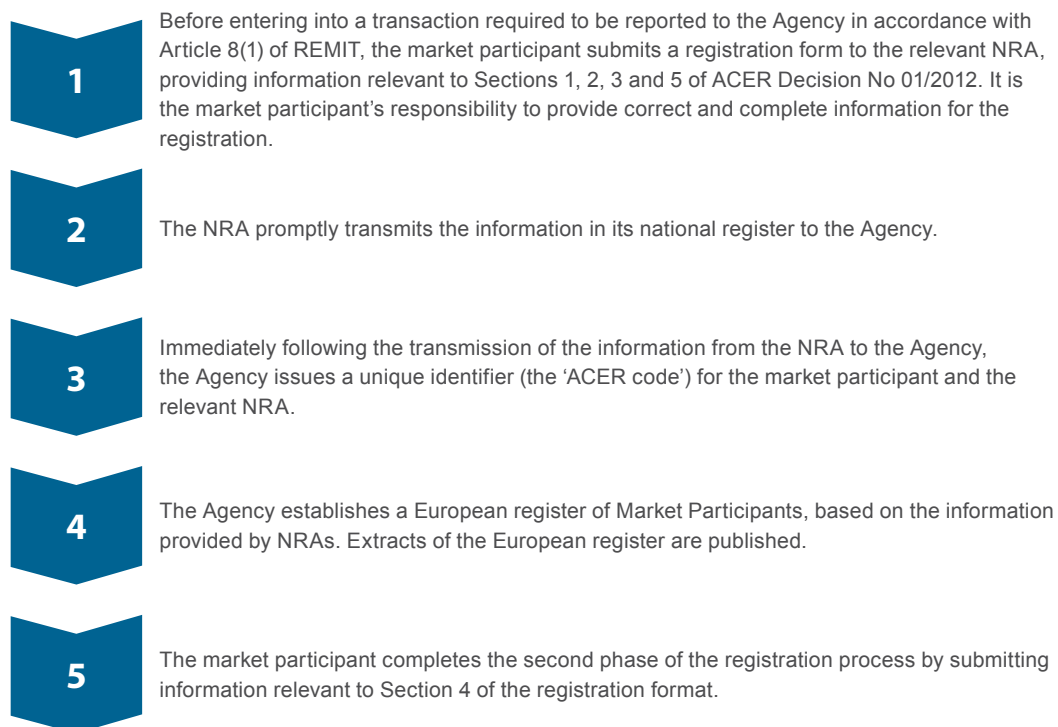 1
Before entering into a transaction required to be reported to the Agency in accordance with
Article 8(1) of REMIT, the market participant submits a registration form to the relevant NRA,
providing information relevant to Sections 1, 2, 3 and 5 of ACER Decision No 01/2012. It is
the market participant’s responsibility to provide correct and complete information for the
registration.
2
The NRA promptly transmits the information in its national register to the Agency.
3
Immediately following the transmission of the information from the NRA to the Agency,
the Agency issues a unique identifier (the ‘ACER code’) for the market participant and the
relevant NRA.
4
The Agency establishes a European register of Market Participants, based on the information
provided by NRAs. Extracts of the European register are published.
5
The market participant completes the second phase of the registration process by submitting
information relevant to Section 4 of the registration format.